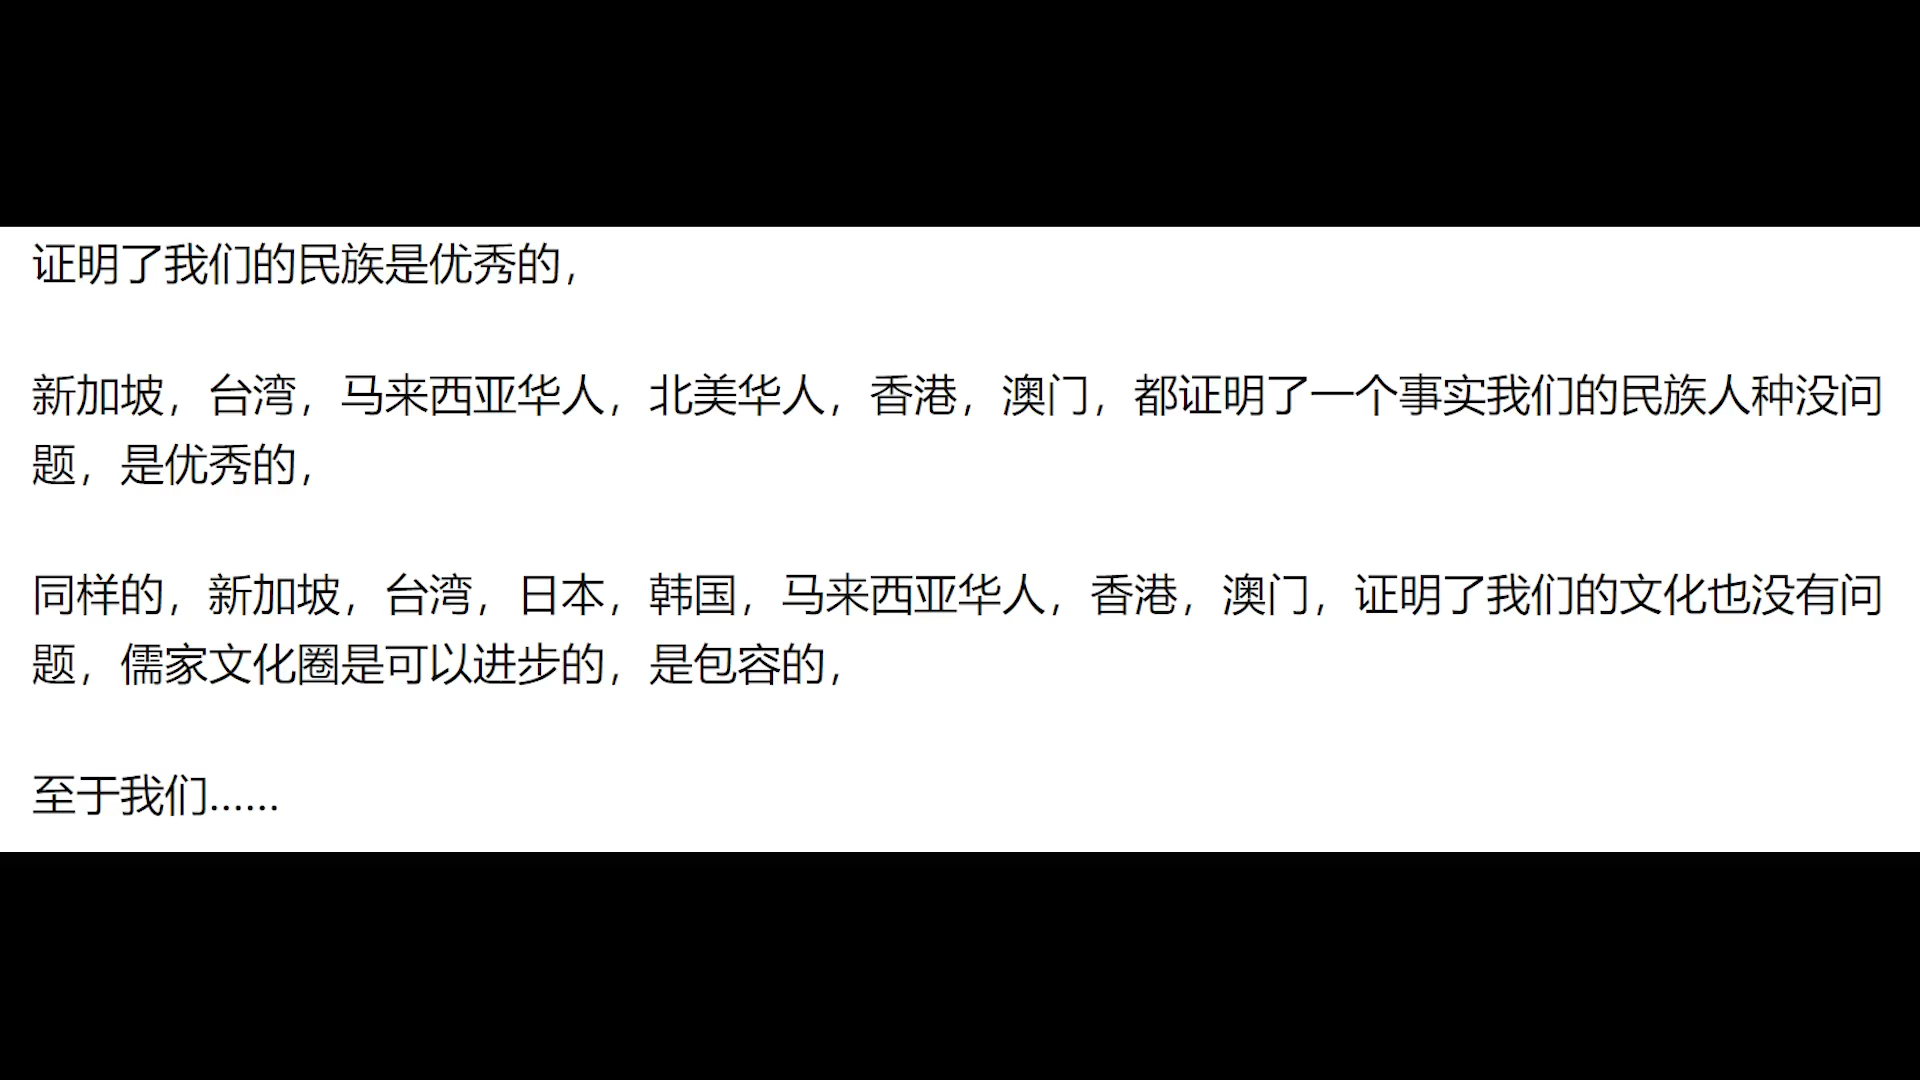 证明了我们的民族是优秀的，
新加坡，台湾，马来西亚华人，北美华人，香港，澳门，都证明了一个事实我们的民族人种没问
题，是优秀的，
同样的，新加坡，台湾，日本，韩国，马来西亚华人，香港，澳门，证明了我们的文化也没有问
题，儒家文化圈是可以进步的，是包容的，
至于我们……